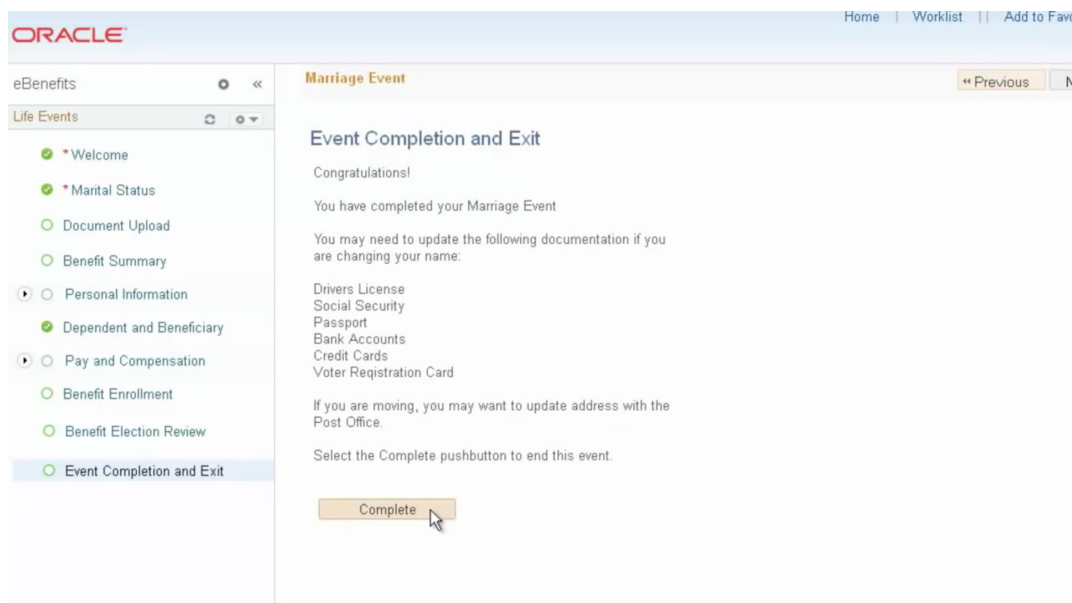 Home | Worklist | | Add to Favo
ORACLE
eBenefits
«
Life Events
* Welcome
* Marital Status
Document Upload
Benefit Summary
Personal Information
Dependent and Beneficiary
Pay and Compensation
Benefit Enrollment
Benefit Election Review
Event Completion and Exit
Marriage Event
« Previous
N
Event Completion and Exit
Congratulations!
You have completed your Marriage Event
You may need to update the following documentation if you
are changing your name:
Drivers License
Social Security
Passport
Bank Accounts
Credit Cards
Voter Registration Card
If you are moving, you may want to update address with the
Post Office.
Select the Complete pushbutton to end this event.
Complete